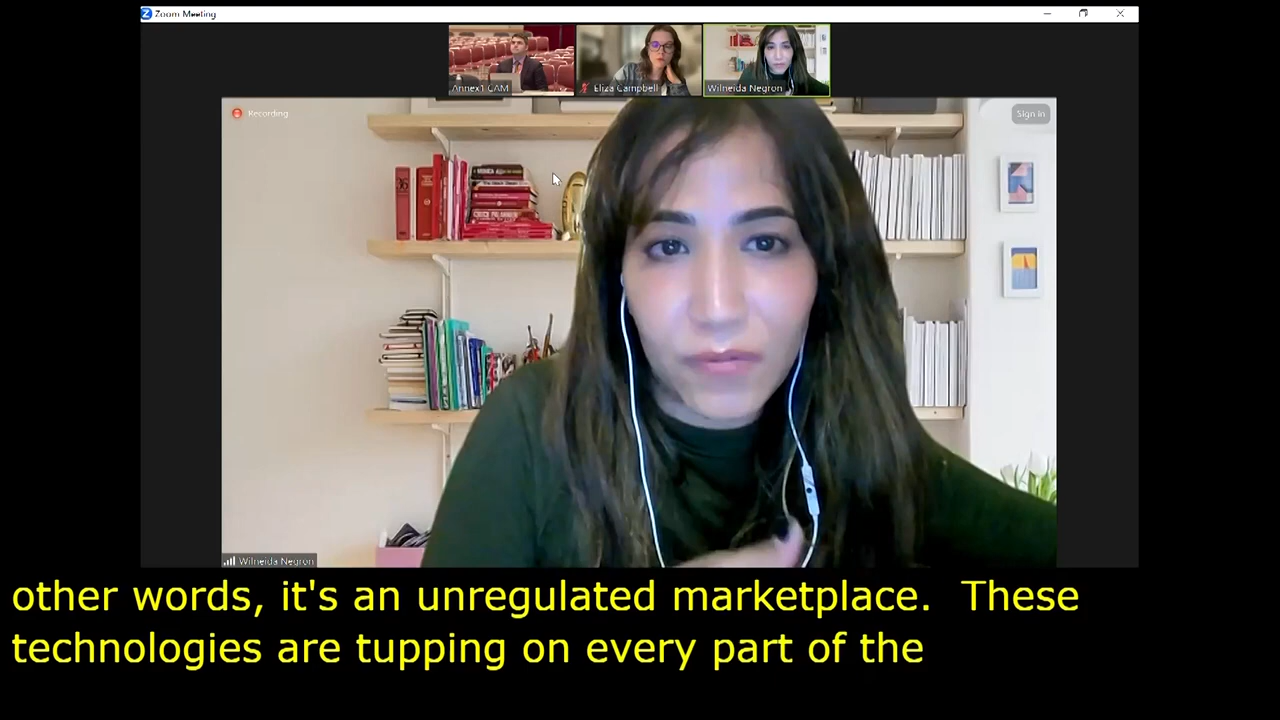 Zoom Meeting
Annex1 CAM
Eliza Campbell
Wilneida Negron
Recording
Sign in
Wilneida Negron
other words, it's an unregulated marketplace.  These
technologies are tupping on every part of the